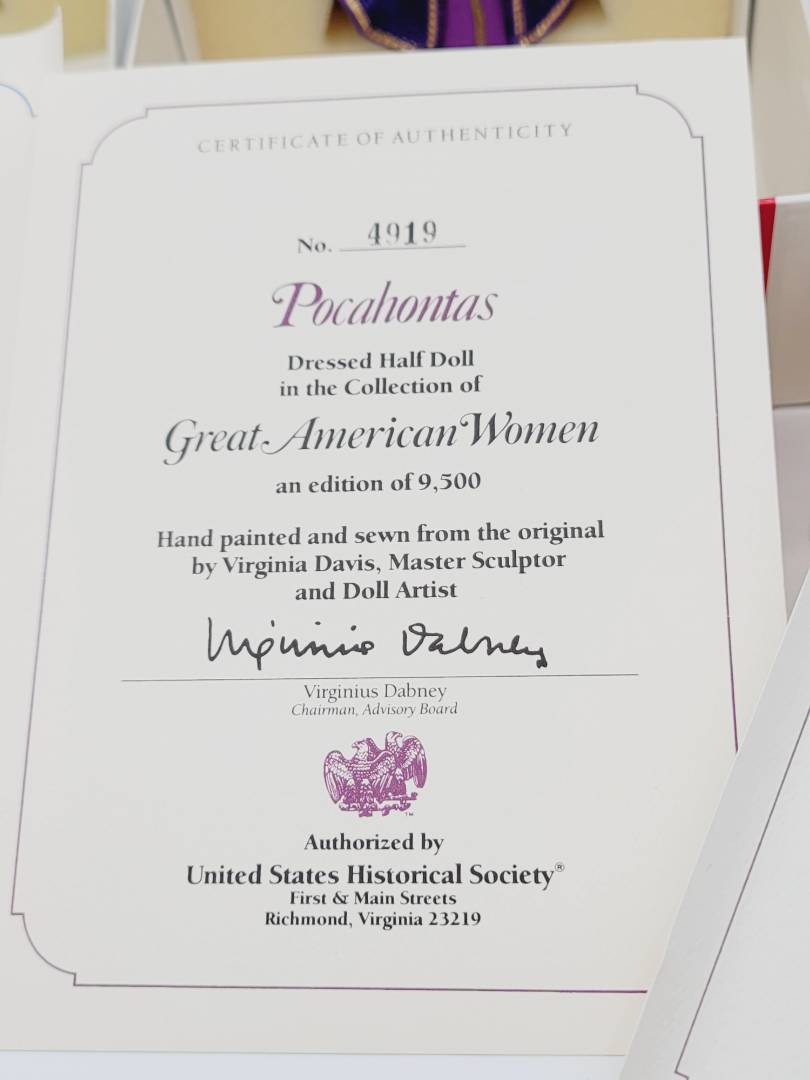 CERTIFICATE OF AUTHENTICITY
No. 4919
Pocahontas
Dressed Half Doll
in the Collection of
Great American Women
an edition of 9,500
Hand painted and sewn from the original
by Virginia Davis, Master Sculptor
and Doll Artist
Virginius Dabney
Virginius Dabney
Chairman, Advisory Board
TM
Authorized by
United States Historical Society®
First & Main Streets
Richmond, Virginia 23219